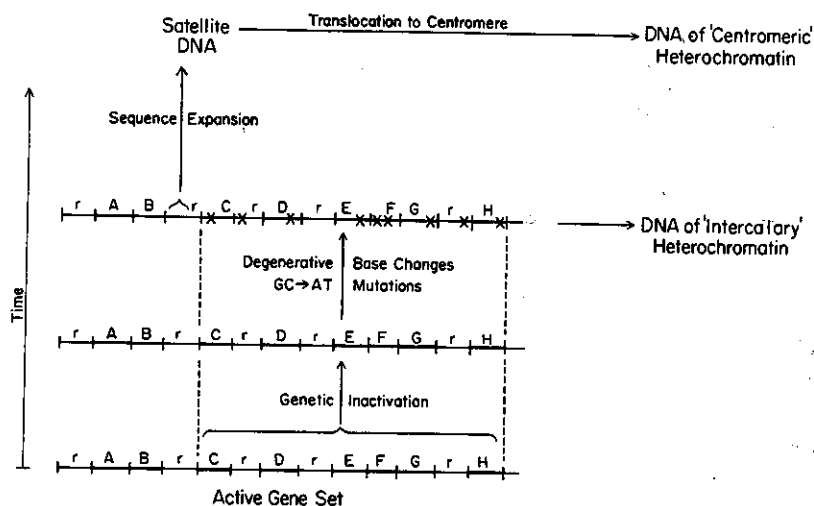 Satellite DNA
Translocation to Centromere
DNA of 'Centromeric' Heterochromatin
Sequence Expansion
r A B r C r D r E F G r H
DNA of 'Intercalary' Heterochromatin
Degenerative Base Changes
GC→AT Mutations
Time
r A B r C r D r E F G r H
Genetic Inactivation
r A B r C r D r E F G r H
Active Gene Set